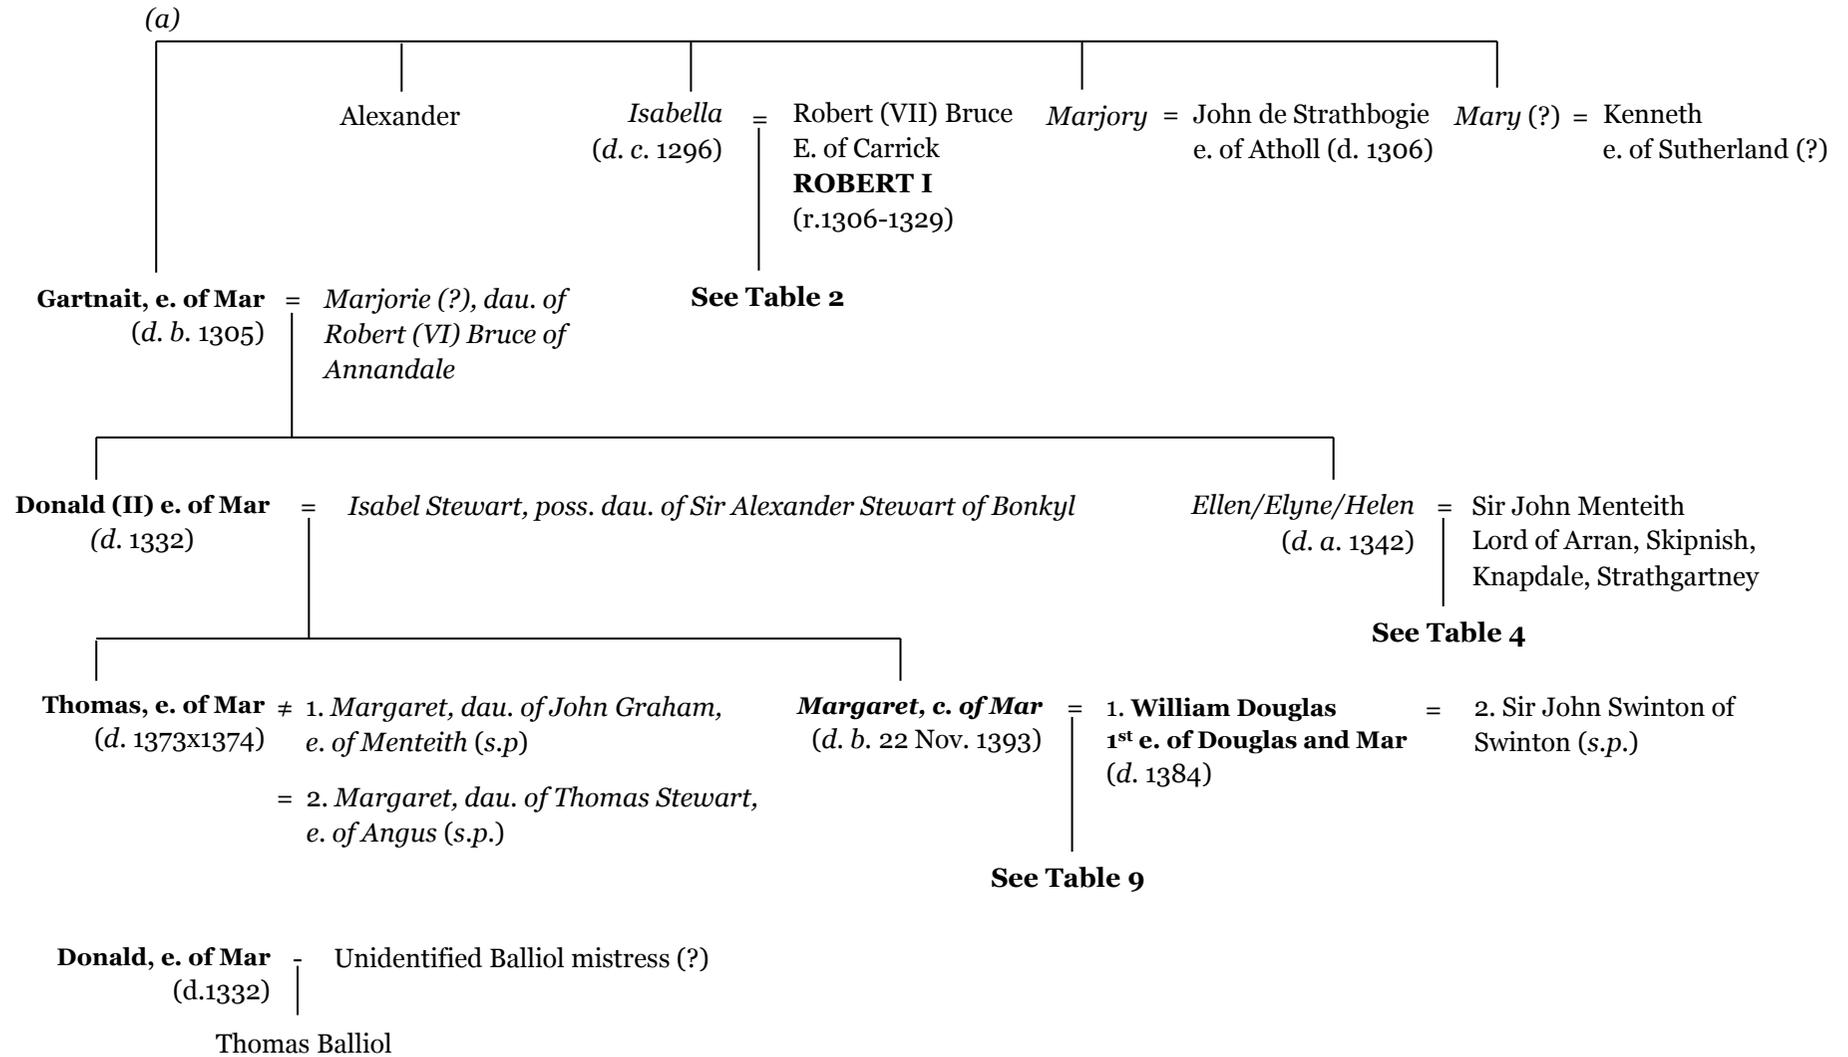 (a)
Alexander
Isabella
(d. c. 1296)
=
Robert (VII) Bruce
E. of Carrick
ROBERT I
(r.1306-1329)
Marjory
=
John de Strathbogie
e. of Atholl (d. 1306)
Mary (?)
=
Kenneth
e. of Sutherland (?)
See Table 2
Gartnait, e. of Mar
(d. b. 1305)
=
Marjorie (?), dau. of
Robert (VI) Bruce of
Annandale
Donald (II) e. of Mar
(d. 1332)
=
Isabel Stewart, poss. dau. of Sir Alexander Stewart of Bonkyl
Ellen/Elyne/Helen
(d. a. 1342)
=
Sir John Menteith
Lord of Arran, Skipnish,
Knapdale, Strathgartney
See Table 4
Thomas, e. of Mar
(d. 1373x1374)
≠ 1. Margaret, dau. of John Graham,
e. of Menteith (s.p)
= 2. Margaret, dau. of Thomas Stewart,
e. of Angus (s.p.)
Margaret, c. of Mar
(d. b. 22 Nov. 1393)
=
1. William Douglas
1st e. of Douglas and Mar
(d. 1384)
=
2. Sir John Swinton of
Swinton (s.p.)
See Table 9
Donald, e. of Mar
(d.1332)
-
Unidentified Balliol mistress (?)
Thomas Balliol